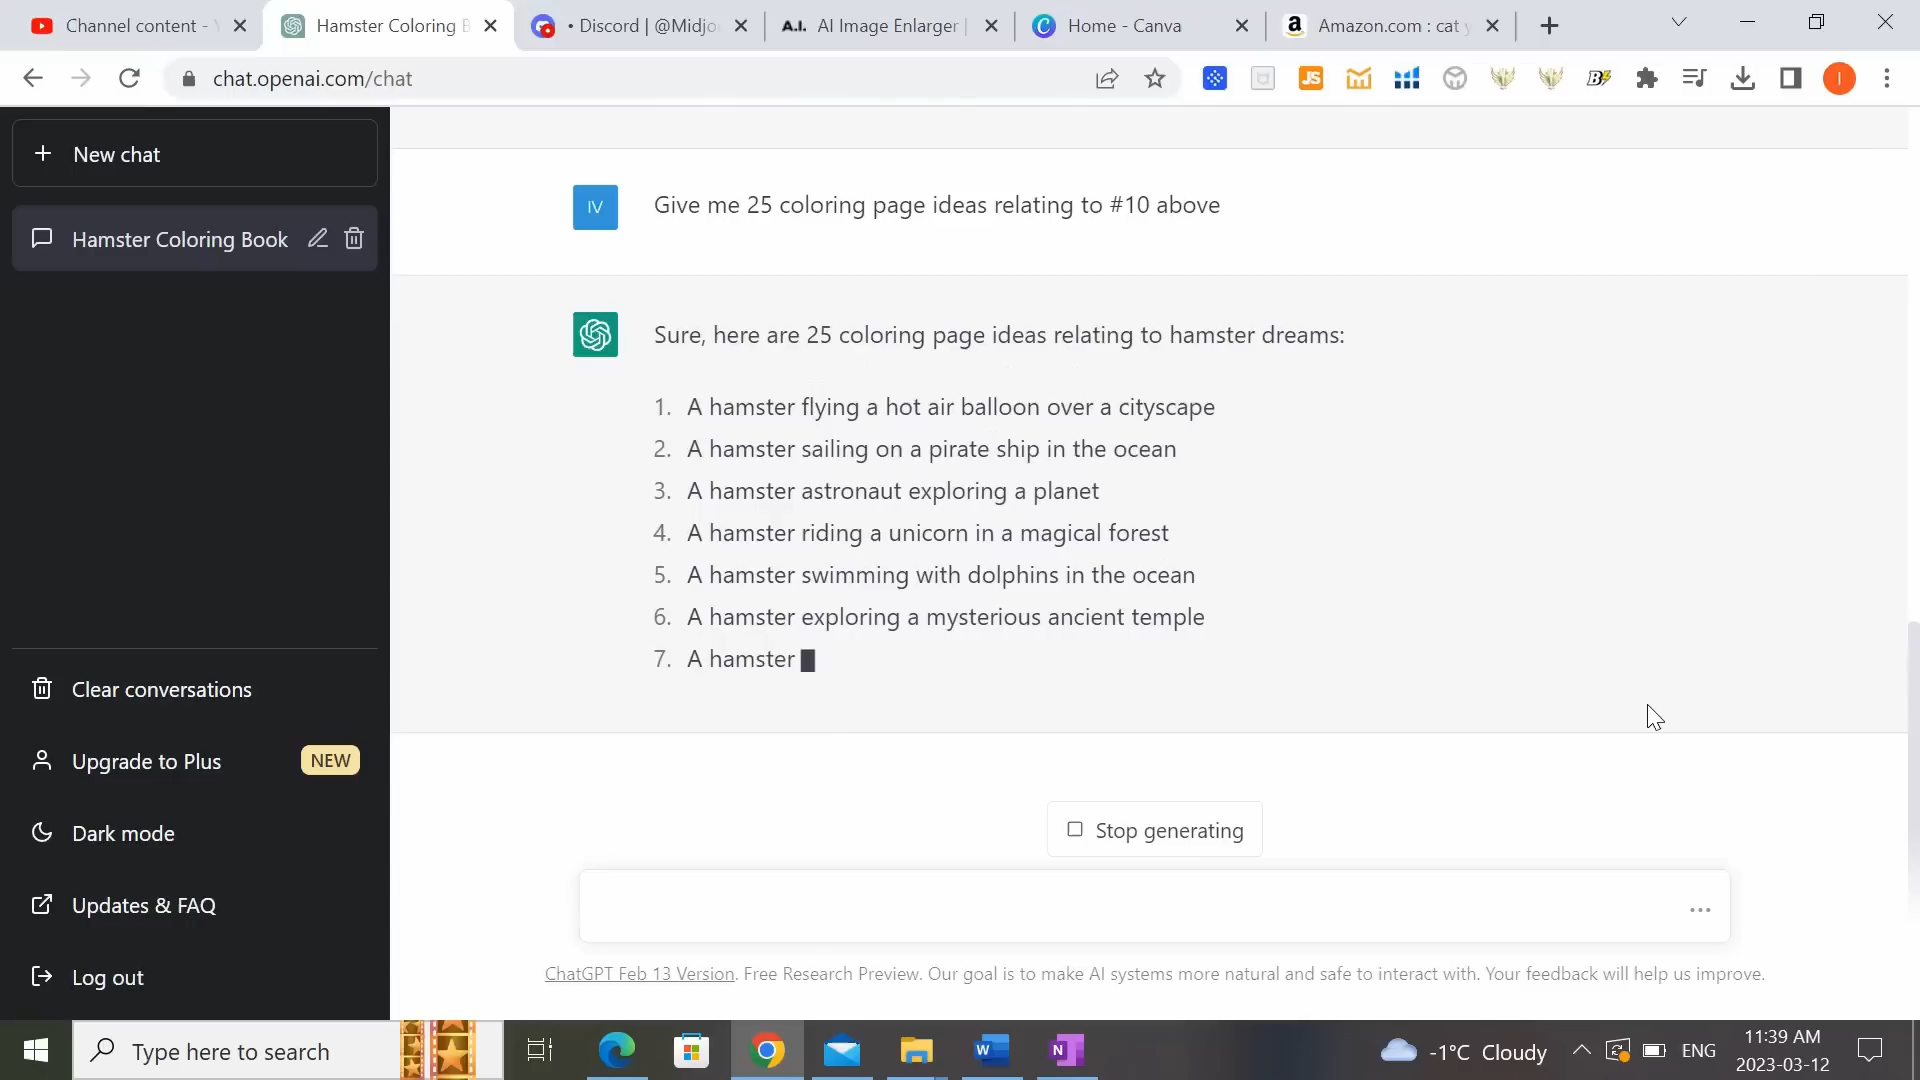 Channel content - Y
Hamster Coloring B
• Discord | @Midjo
A.I. AI Image Enlarger |
Home - Canva
a Amazon.com : cat y
chat.openai.com/chat
JS
B
I
New chat
Hamster Coloring Book
IV Give me 25 coloring page ideas relating to #10 above
Sure, here are 25 coloring page ideas relating to hamster dreams:
1. A hamster flying a hot air balloon over a cityscape
2. A hamster sailing on a pirate ship in the ocean
3. A hamster astronaut exploring a planet
4. A hamster riding a unicorn in a magical forest
5. A hamster swimming with dolphins in the ocean
6. A hamster exploring a mysterious ancient temple
7. A hamster
Clear conversations
Upgrade to Plus NEW
Dark mode
Updates & FAQ
Log out
Stop generating
ChatGPT Feb 13 Version. Free Research Preview. Our goal is to make AI systems more natural and safe to interact with. Your feedback will help us improve.
Type here to search
W
N
-1°C Cloudy
ENG
11:39 AM
2023-03-12